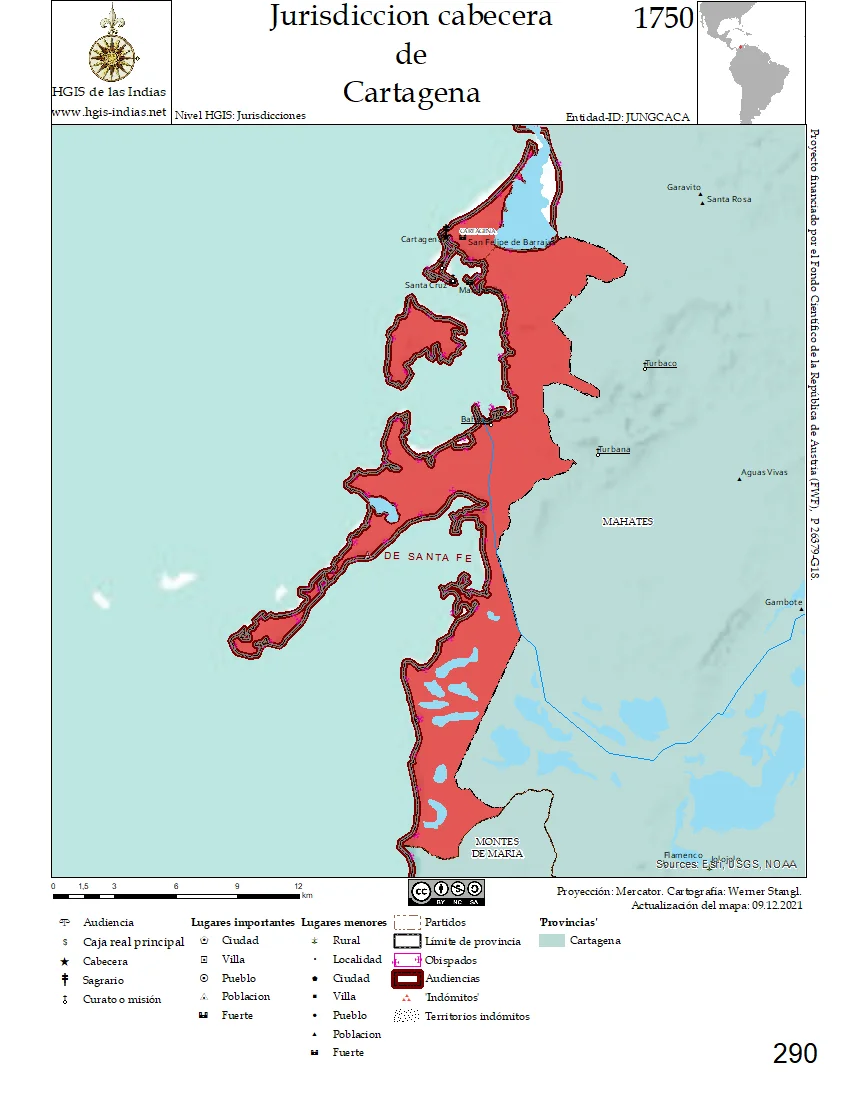 Jurisdiccion cabecera
de
Cartagena
1750
HGIS de las Indias
www.hgis-indias.net
Nivel HGIS: Jurisdicciones
Entidad-ID: JUNGCACA
Proyecto financiado por el Fondo Científico de la República de Austria (FWF), P 26379-G18.
Garavito
Santa Rosa
CARTAGENA
San Felipe de Baraja
Santa Cruz
Turbaco
Turbana
Aguas Vivas
MAHATES
DE SANTA FE
Gambote
MONTES
DE MARIA
Flamenco
Sources: Esri, USGS, NOAA
0 1,5 3 6 9 12
km
CC BY NC SA
Proyección: Mercator. Cartografía: Werner Stangl.
Actualización del mapa: 09.12.2021
Audiencia
S Caja real principal
Cabecera
Sagrario
Curato o misión
Lugares importantes
Ciudad
Villa
Pueblo
Poblacion
Fuerte
Lugares menores
Rural
Localidad
Ciudad
Villa
Pueblo
Poblacion
Fuerte
Partidos
Límite de provincia
Obispados
Audiencias
'Indómitos'
Territorios indómitos
'Provincias'
Cartagena
290